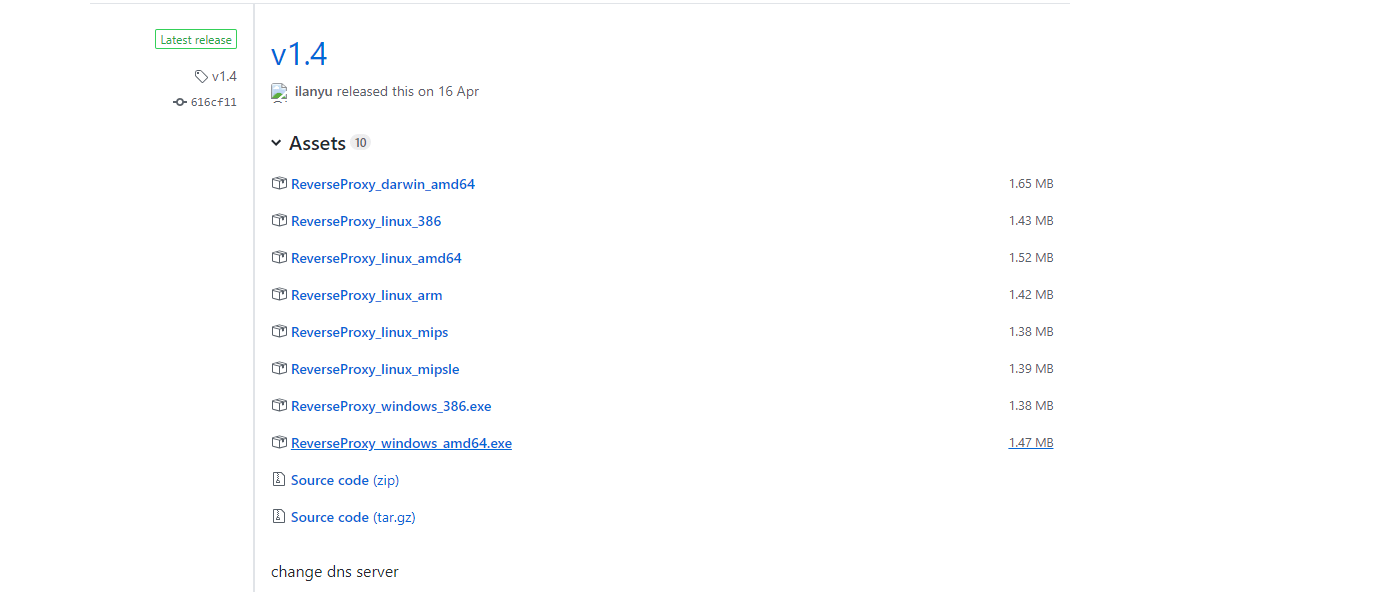 Latest release
v1.4
616cf11
v1.4
ilanyu released this on 16 Apr
Assets 10
ReverseProxy_darwin_amd64 1.65 MB
ReverseProxy_linux_386 1.43 MB
ReverseProxy_linux_amd64 1.52 MB
ReverseProxy_linux_arm 1.42 MB
ReverseProxy_linux_mips 1.38 MB
ReverseProxy_linux_mipsle 1.39 MB
ReverseProxy_windows_386.exe 1.38 MB
ReverseProxy_windows_amd64.exe 1.47 MB
Source code (zip)
Source code (tar.gz)
change dns server